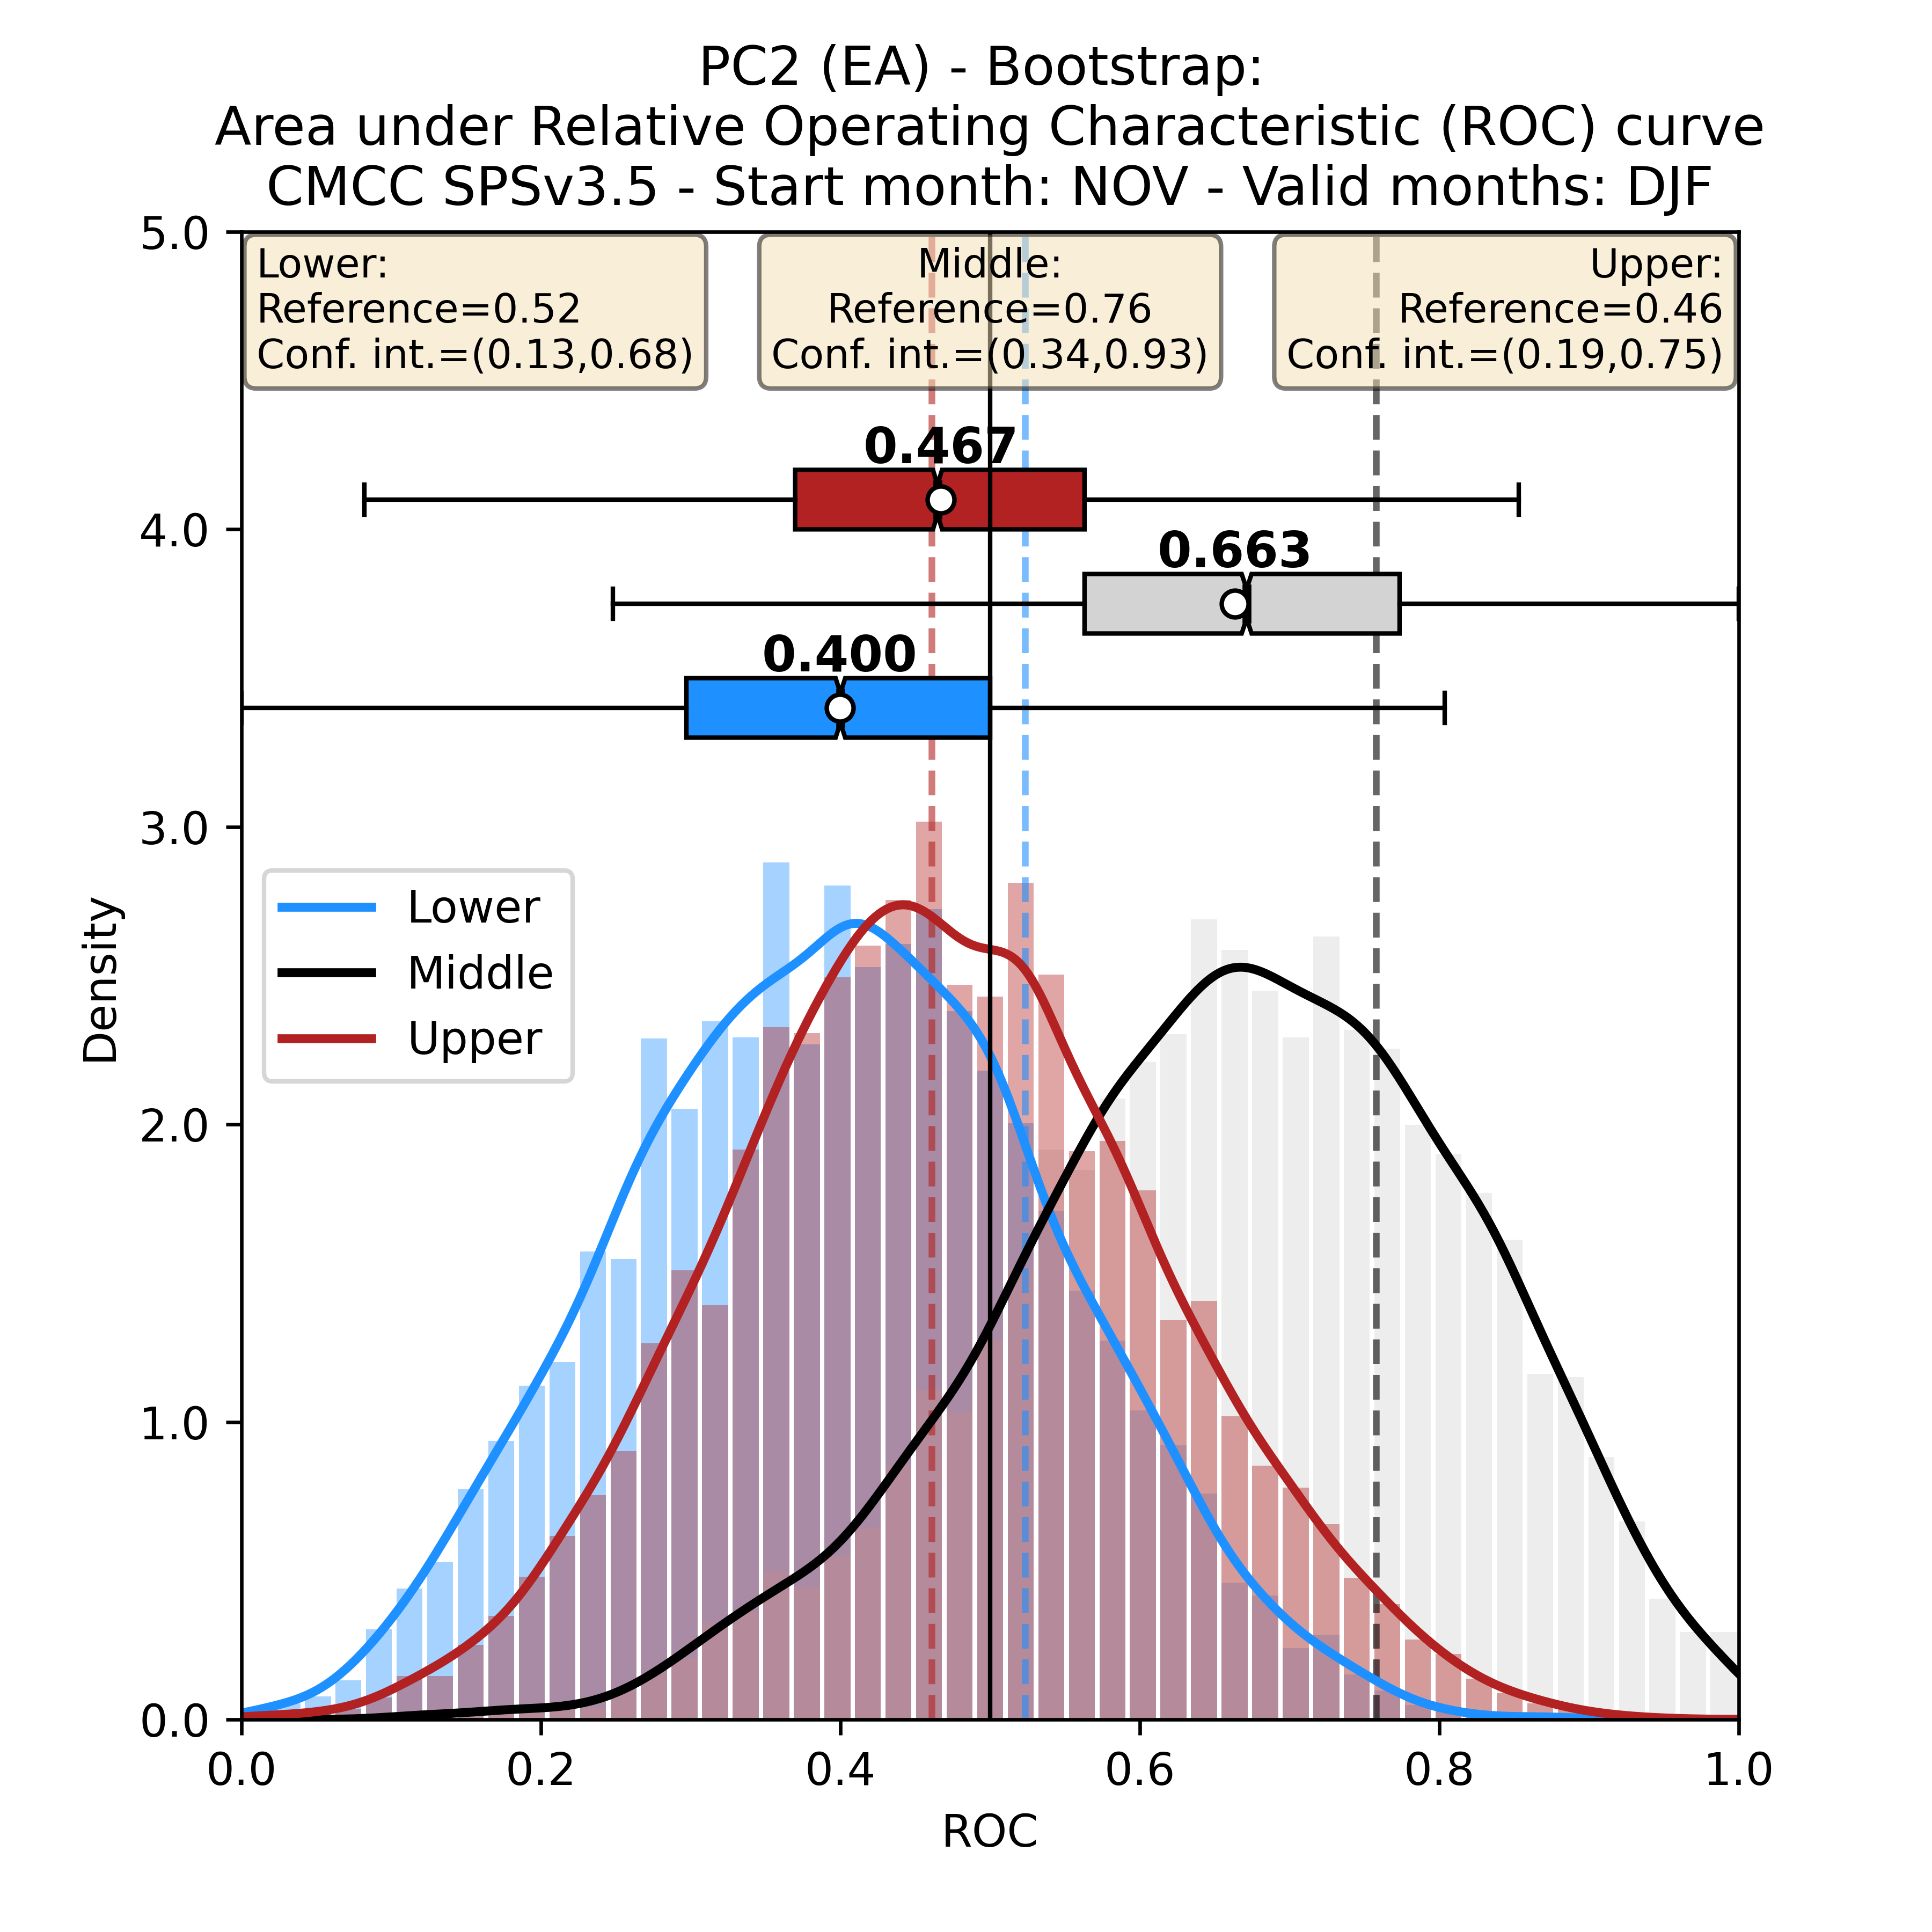 PC2 (EA) - Bootstrap:
Area under Relative Operating Characteristic (ROC) curve
CMCC SPSv3.5 - Start month: NOV - Valid months: DJF
Lower:
Reference=0.52
Conf. int.=(0.13,0.68)
Middle:
Reference=0.76
Conf. int.=(0.34,0.93)
Upper:
Reference=0.46
Conf. int.=(0.19,0.75)
0.467
0.663
0.400
Lower
Middle
Upper
Density
5.0
4.0
3.0
2.0
1.0
0.0
0.0 0.2 0.4 0.6 0.8 1.0
ROC